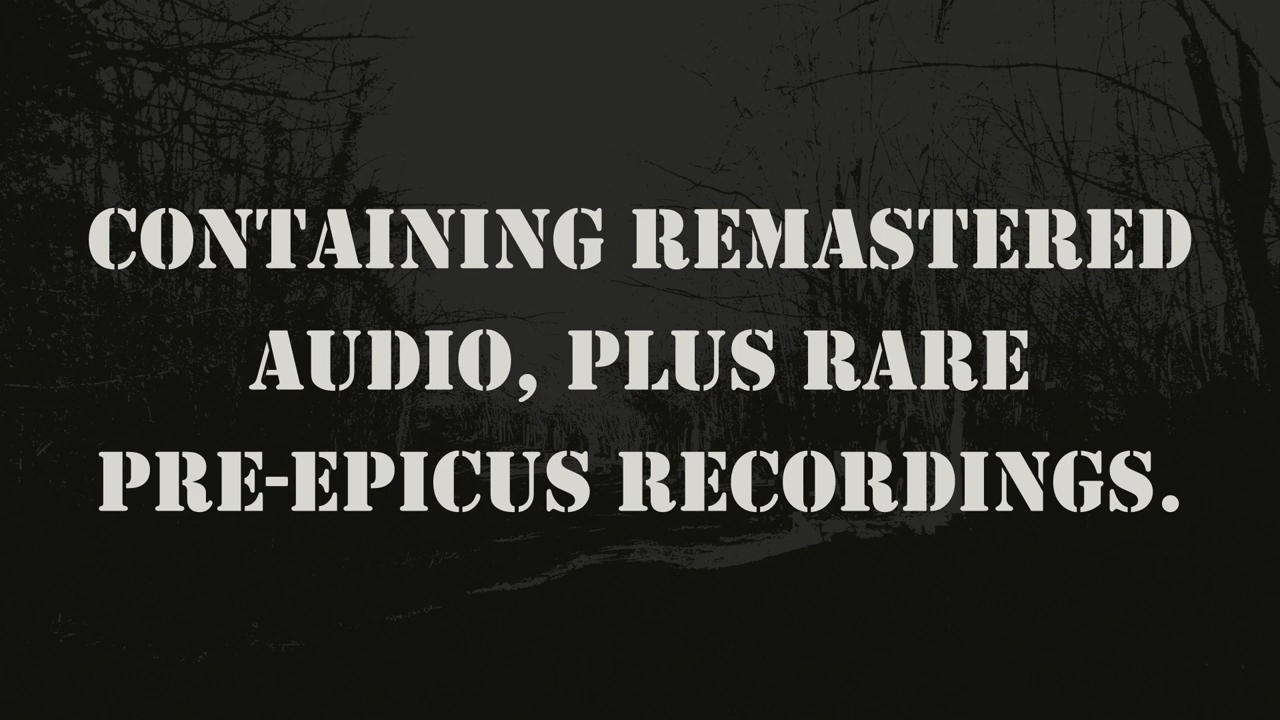 CONTAINING REMASTERED
AUDIO, PLUS RARE
PRE-EPICUS RECORDINGS.